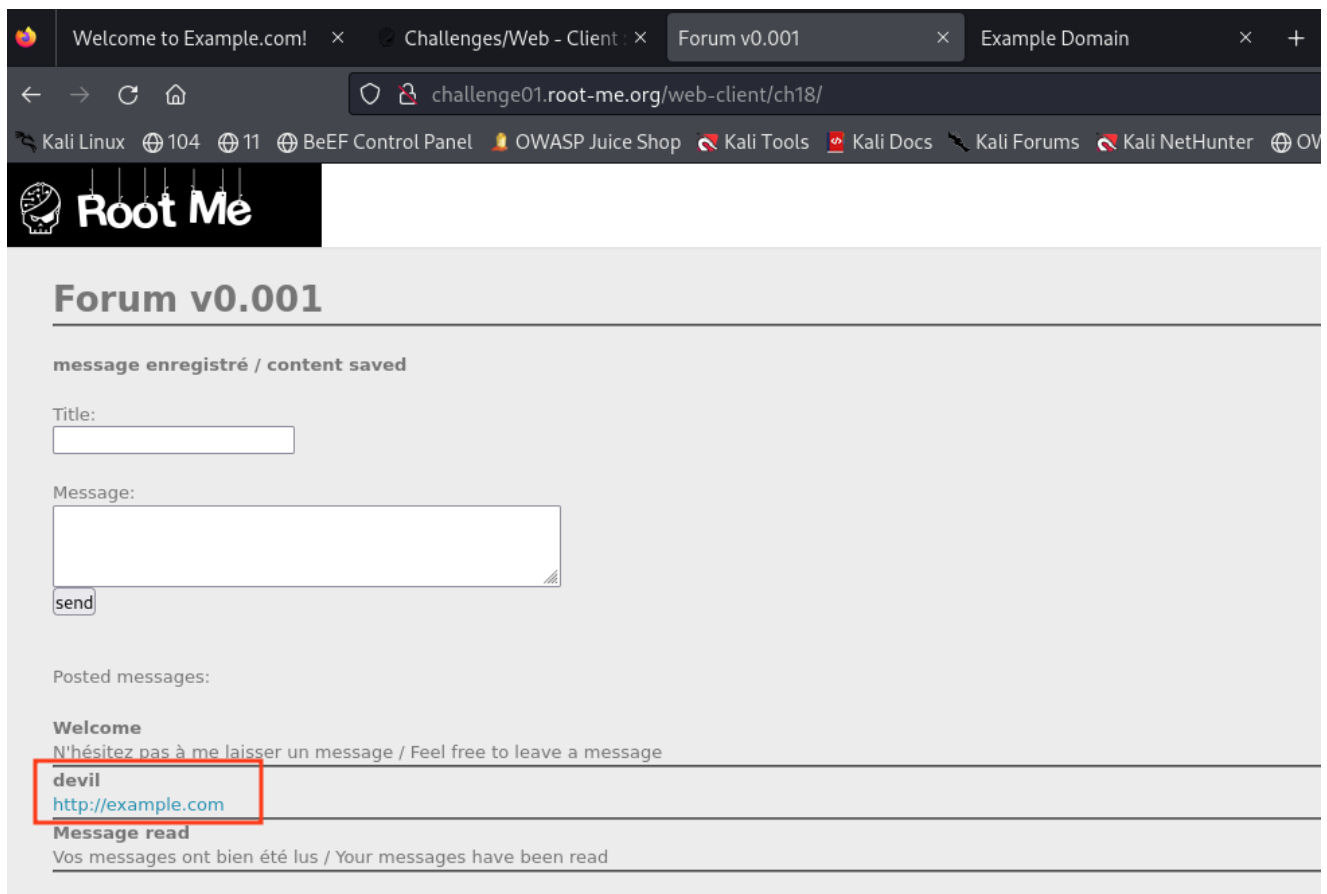 Welcome to Example.com! Challenges/Web - Client : Forum v0.001 Example Domain
challenge01.root-me.org/web-client/ch18/
Kali Linux 104 11 BeEF Control Panel OWASP Juice Shop Kali Tools Kali Docs Kali Forums Kali NetHunter OW
Root Me
Forum v0.001
message enregistré / content saved
Title:
Message:
send
Posted messages:
Welcome
N'hésitez pas à me laisser un message / Feel free to leave a message
devil
http://example.com
Message read
Vos messages ont bien été lus / Your messages have been read